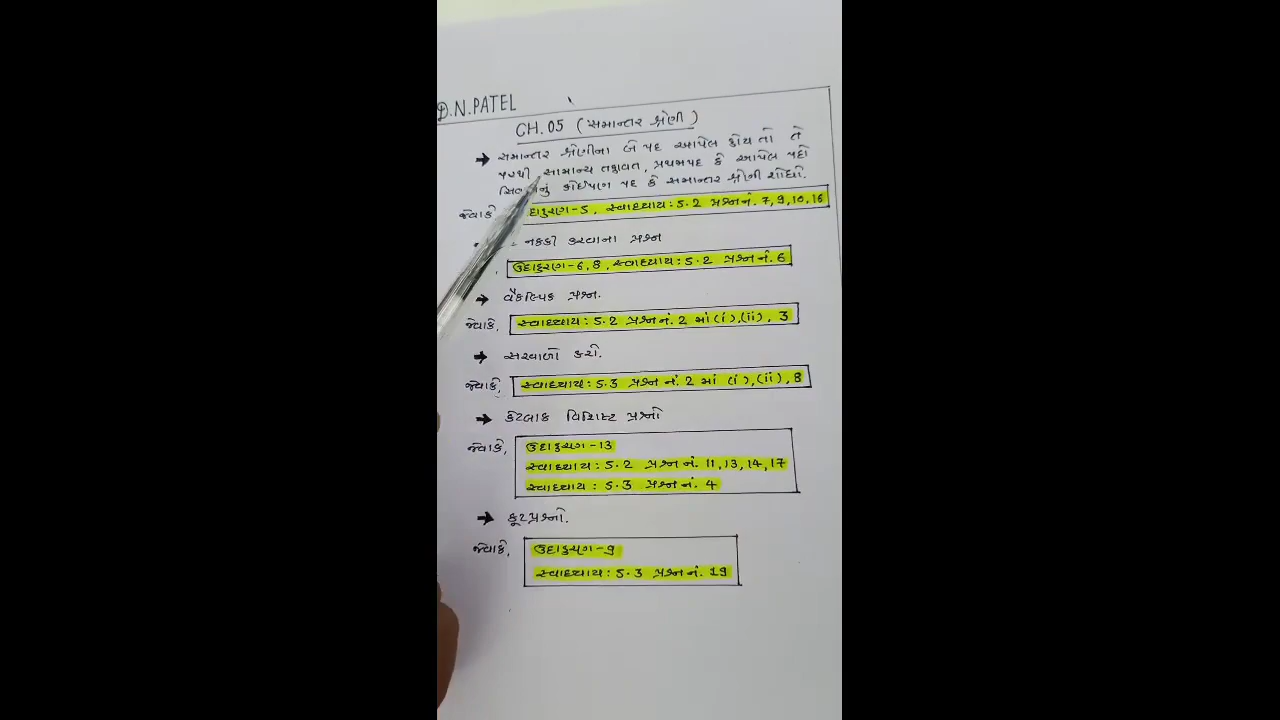 D.N.PATEL
CH.05 (સમાન્તર શ્રેણી)
➔ સમાન્તર શ્રેણીના બે પદ આપેલ હોય તો તે
પરથી સામાન્ય તફાવત, પ્રથમપદ કે આપેલ પદો
કોઈપણ પદ કે સમાન્તર શ્રેણી શોધો.
જેવાકે, -5, સ્વાધ્યાય: 5.2 પ્રશ્ન નં. 7, 9, 10, 16
નક્કી કરવાના પ્રશ્ન
ઉદાહરણ-6,8, સ્વાધ્યાય: 5.2 પ્રશ્ન નં. 6
➔ વૈકલ્પિક પ્રશ્ન.
જેવાકે, સ્વાધ્યાય: 5.2 પ્રશ્ન નં. 2 માં (i),(ii), 3
➔ સરવાળો કરો.
જેવાકે, સ્વાધ્યાય: 5.3 પ્રશ્ન નં. 2 માં (i),(ii), 8
➔ કેટલાક વિશિષ્ટ પ્રશ્નો
જેવાકે, ઉદાહરણ-13
સ્વાધ્યાય: 5.2 પ્રશ્ન નં. 11, 13, 14, 17
સ્વાધ્યાય: 5.3 પ્રશ્ન નં. 4
➔ કૂટપ્રશ્નો.
જેવાકે, ઉદાહરણ-9
સ્વાધ્યાય: 5.3 પ્રશ્ન નં. 19